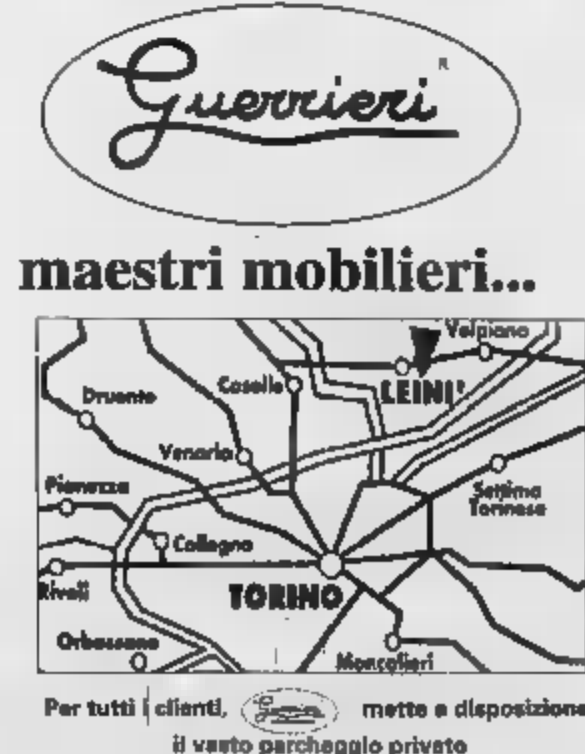 Guerrieri R
maestri mobilieri...
Volpiano
LEINI'
Caselle
Druento
Venaria
Pianezza
Settimo
Torinese
Collegno
Rivoli
TORINO
Orbassano
Moncalieri
Per tutti i clienti, Guerrieri mette a disposizione
il vasto parcheggio privato